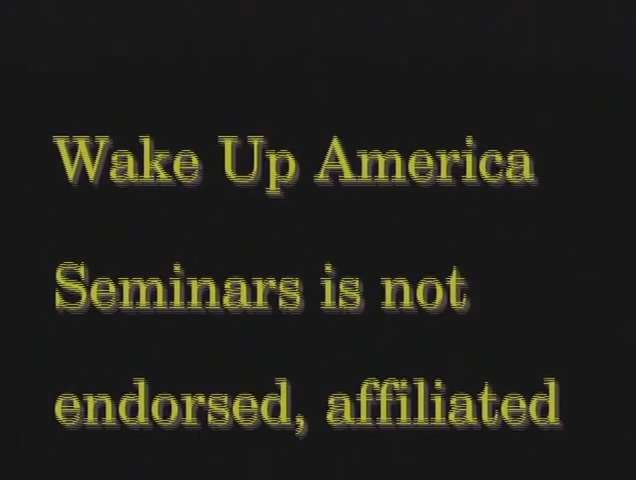 Wake Up America
Seminars is not
endorsed, affiliated